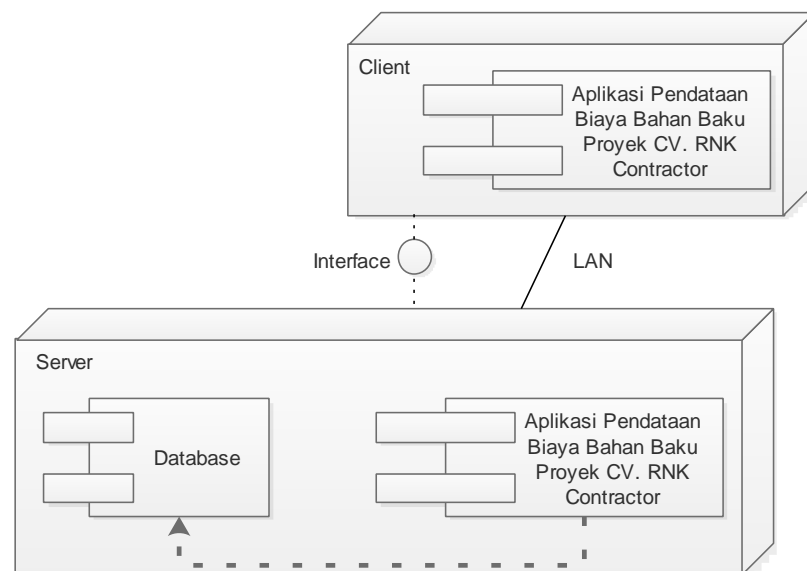 Client
Aplikasi Pendataan
Biaya Bahan Baku
Proyek CV. RNK
Contractor
Interface
LAN
Server
Database
Aplikasi Pendataan
Biaya Bahan Baku
Proyek CV. RNK
Contractor